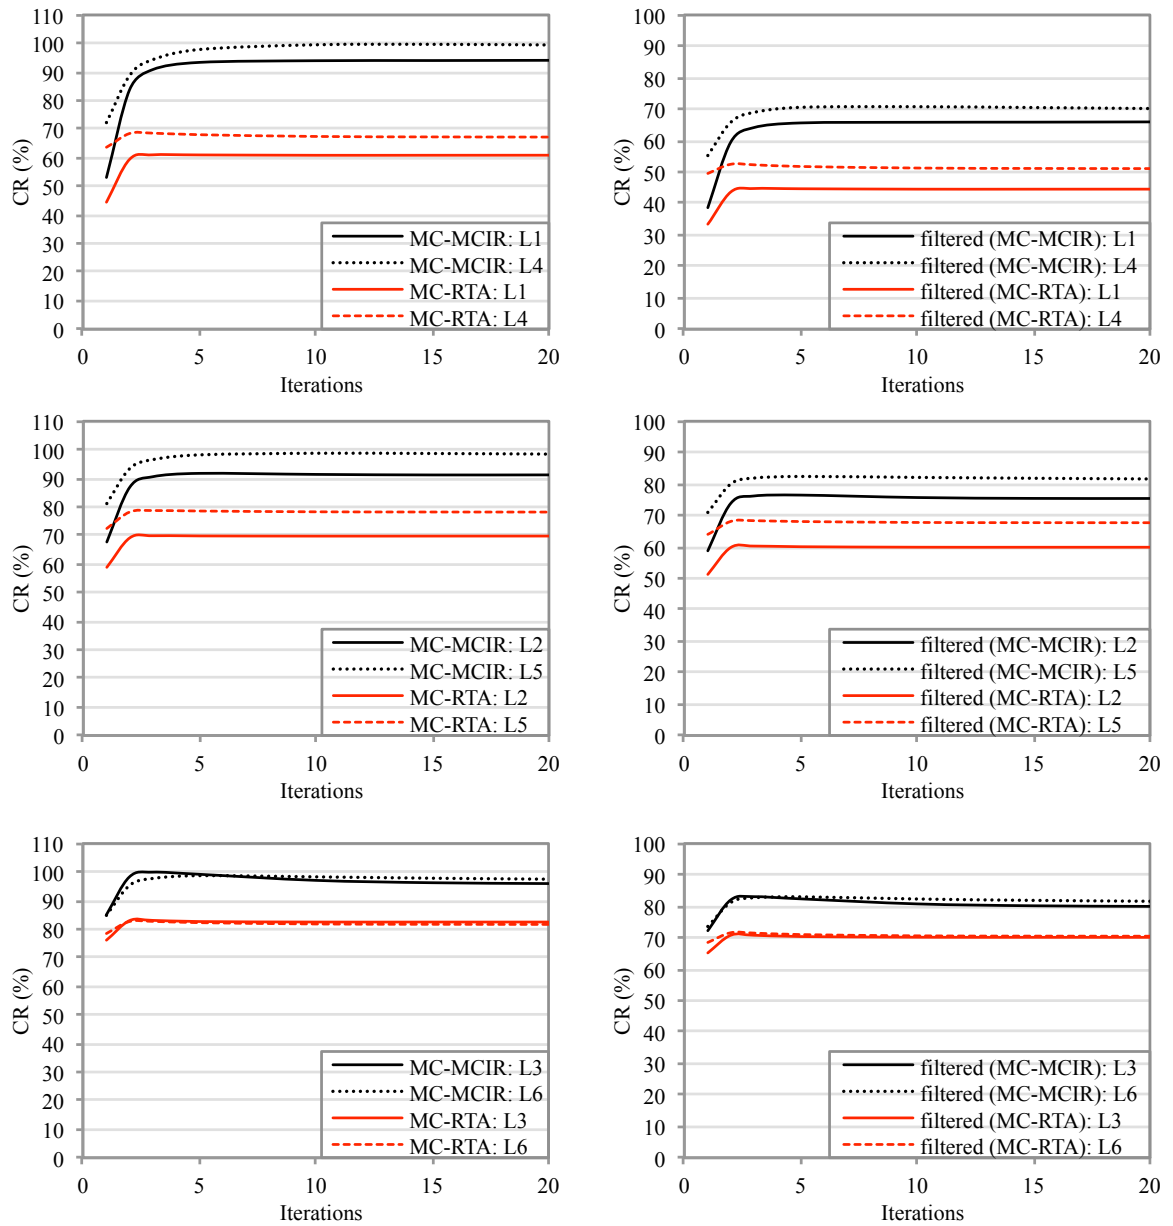 110
100
90
80
70
60
50
40
30
20
10
0
CR (%)
MC-MCIR: L1
MC-MCIR: L4
MC-RTA: L1
MC-RTA: L4
0 5 10 15 20
Iterations
100
90
80
70
60
50
40
30
20
10
0
CR (%)
filtered (MC-MCIR): L1
filtered (MC-MCIR): L4
filtered (MC-RTA): L1
filtered (MC-RTA): L4
0 5 10 15 20
Iterations
110
100
90
80
70
60
50
40
30
20
10
0
CR (%)
MC-MCIR: L2
MC-MCIR: L5
MC-RTA: L2
MC-RTA: L5
0 5 10 15 20
Iterations
100
90
80
70
60
50
40
30
20
10
0
CR (%)
filtered (MC-MCIR): L2
filtered (MC-MCIR): L5
filtered (MC-RTA): L2
filtered (MC-RTA): L5
0 5 10 15 20
Iterations
110
100
90
80
70
60
50
40
30
20
10
0
CR (%)
MC-MCIR: L3
MC-MCIR: L6
MC-RTA: L3
MC-RTA: L6
0 5 10 15 20
Iterations
100
90
80
70
60
50
40
30
20
10
0
CR (%)
filtered (MC-MCIR): L3
filtered (MC-MCIR): L6
filtered (MC-RTA): L3
filtered (MC-RTA): L6
0 5 10 15 20
Iterations